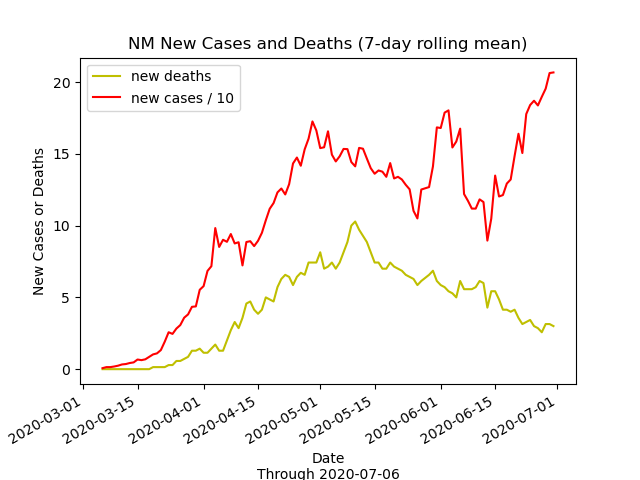 NM New Cases and Deaths (7-day rolling mean)
new deaths
new cases / 10
New Cases or Deaths
20
15
10
5
0
2020-03-01
2020-03-15
2020-04-01
2020-04-15
2020-05-01
2020-05-15
2020-06-01
2020-06-15
2020-07-01
Date
Through 2020-07-06